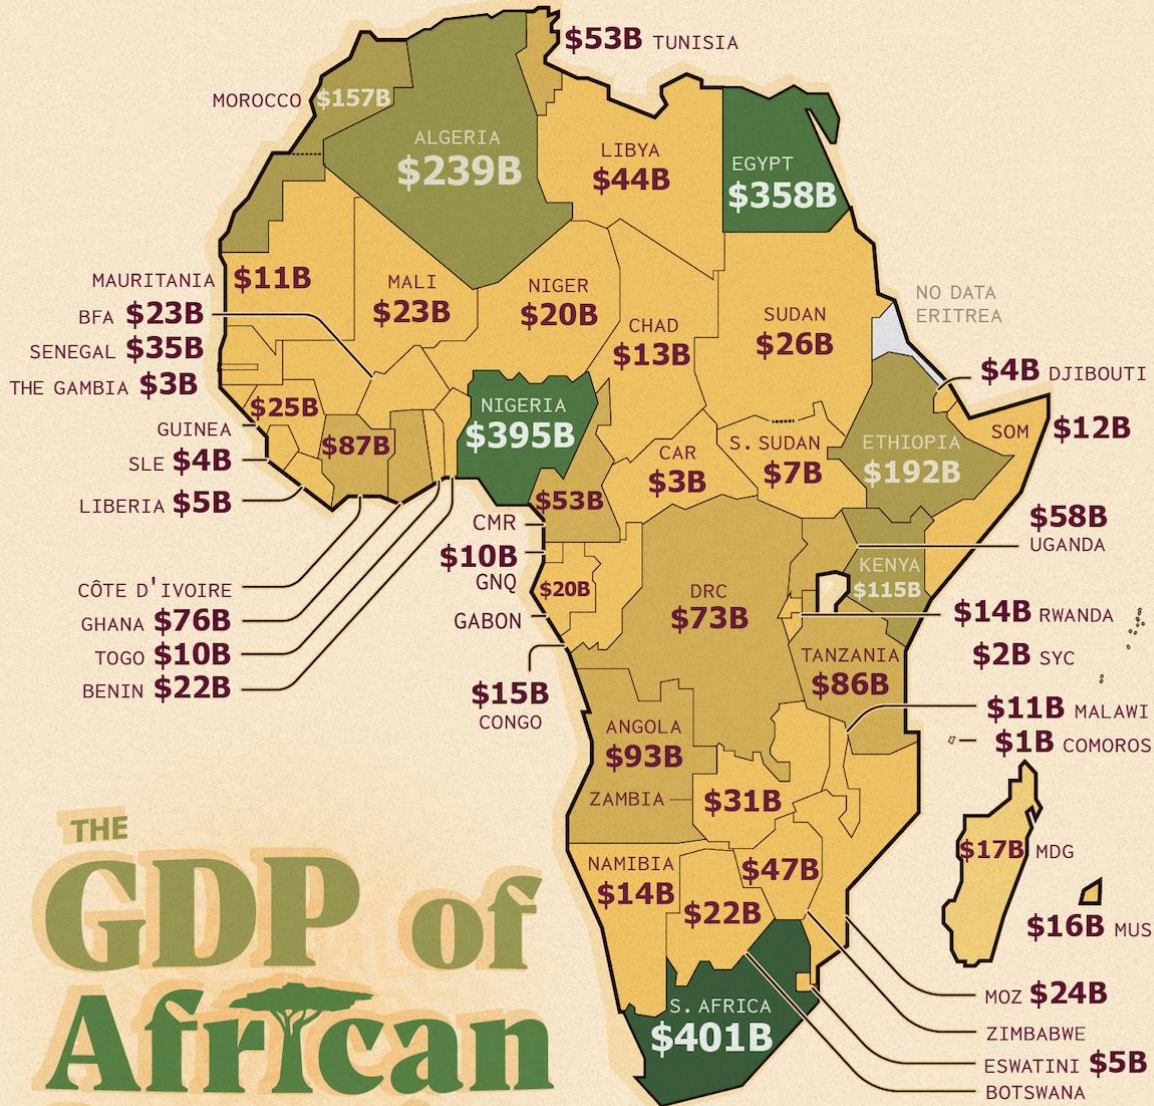 $53B TUNISIA
MOROCCO $157B
ALGERIA
$239B
LIBYA
$44B
EGYPT
$358B
MAURITANIA $11B
MALI
$23B
NIGER
$20B
CHAD
$13B
SUDAN
$26B
NO DATA
ERITREA
BFA $23B
SENEGAL $35B
THE GAMBIA $3B
$4B DJIBOUTI
$25B
GUINEA
NIGERIA
$395B
$87B
SLE $4B
LIBERIA $5B
CAR
$3B
S. SUDAN
$7B
ETHIOPIA
$192B
SOM $12B
$53B
CMR
$10B
GNQ
$58B
UGANDA
KENYA
$115B
CÔTE D'IVOIRE
GHANA $76B
TOGO $10B
BENIN $22B
$20B
GABON
DRC
$73B
$14B RWANDA
$2B SYC
TANZANIA
$86B
$15B
CONGO
ANGOLA
$93B
$11B MALAWI
$1B COMOROS
ZAMBIA $31B
NAMIBIA
$14B
$47B
$22B
$17B MDG
$16B MUS
S. AFRICA
$401B
MOZ $24B
ZIMBABWE
ESWATINI $5B
BOTSWANA
THE
GDP of
African